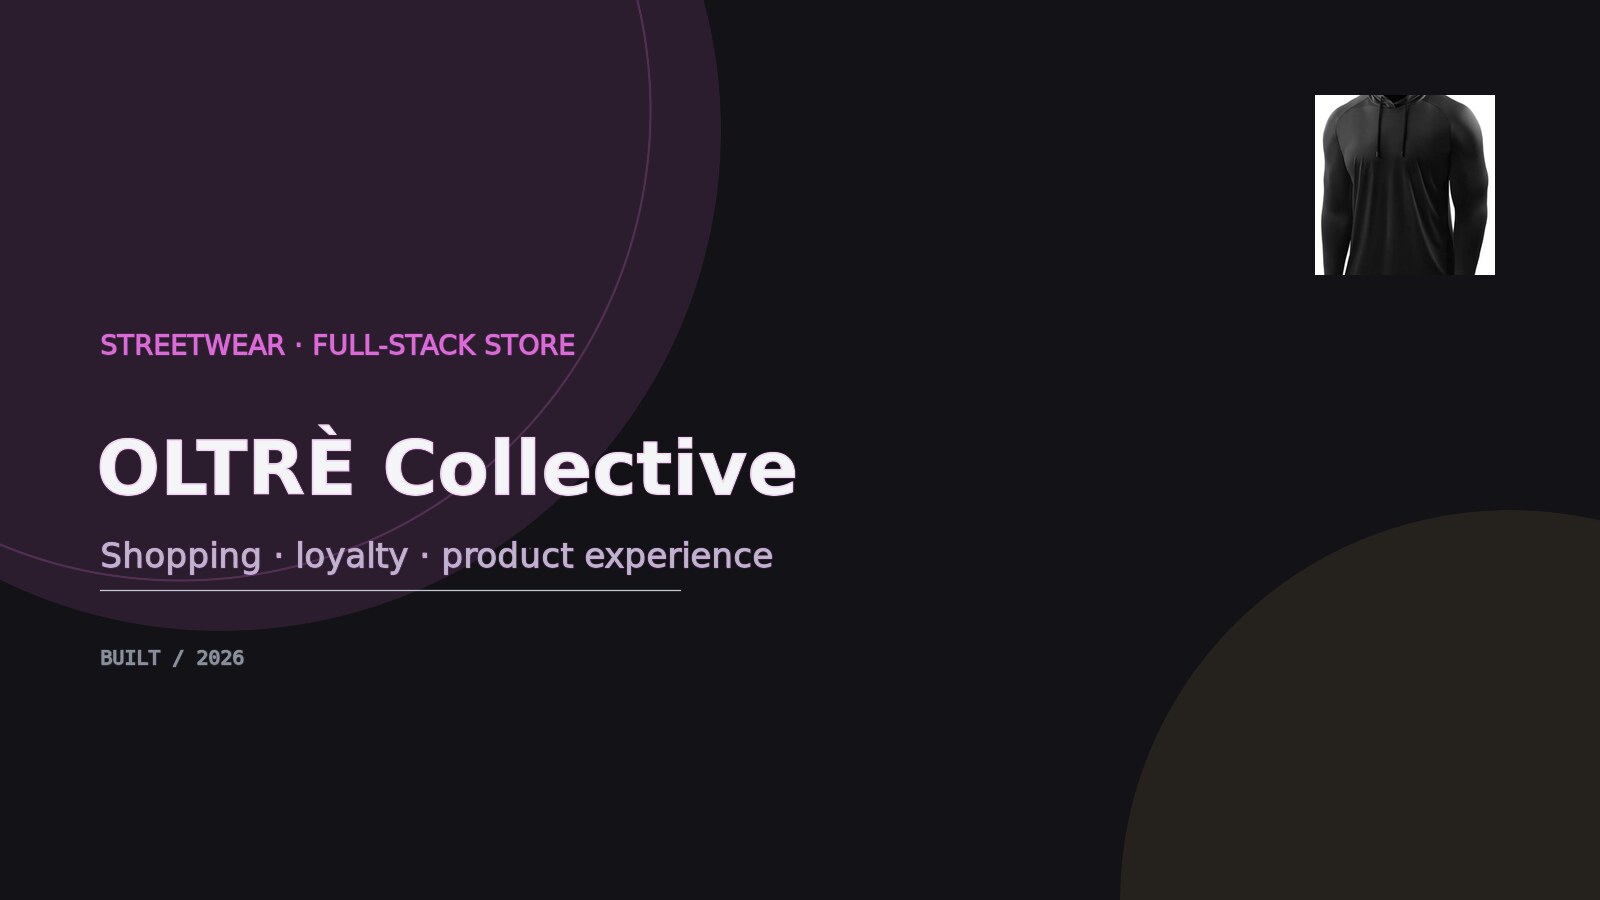 STREETWEAR · FULL-STACK STORE
OLTRÈ Collective
Shopping · loyalty · product experience
BUILT / 2026